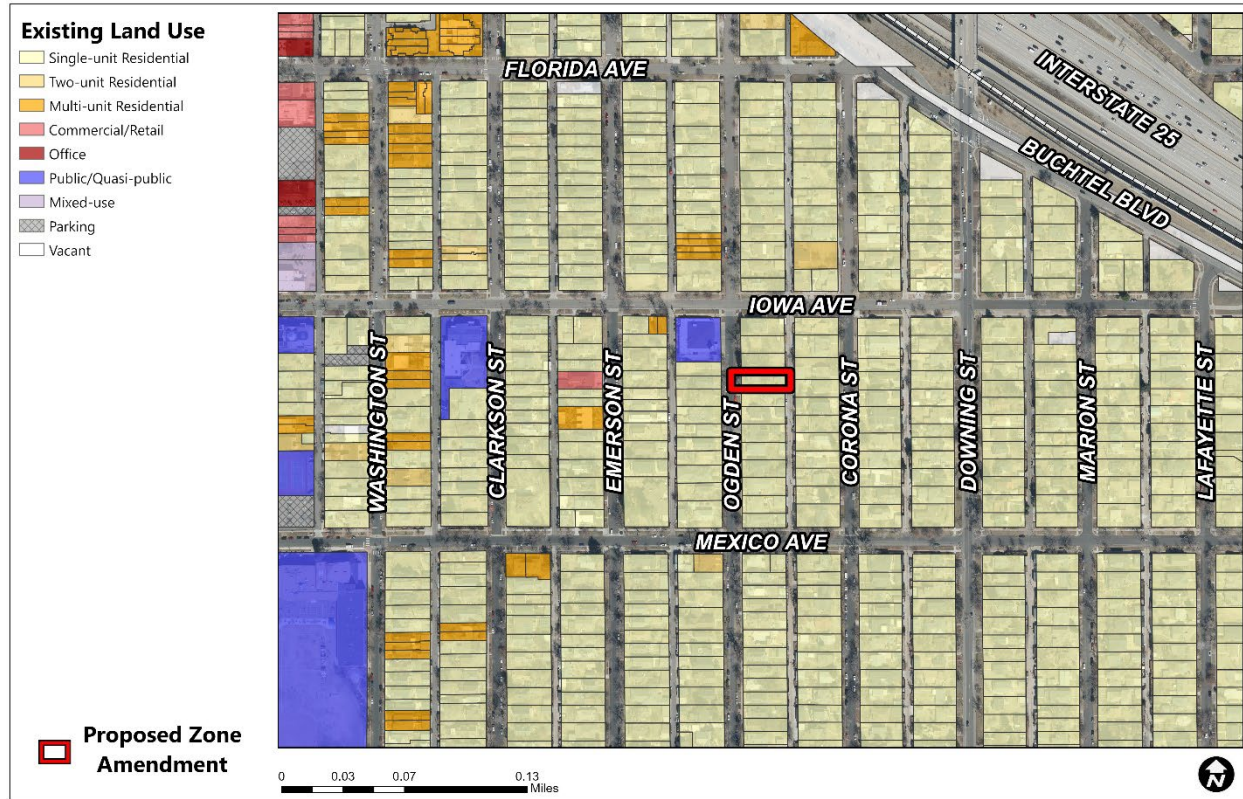 Existing Land Use
Single-unit Residential
Two-unit Residential
Multi-unit Residential
Commercial/Retail
Office
Public/Quasi-public
Mixed-use
Parking
Vacant
FLORIDA AVE
INTERSTATE 25
BUCHTEL BLVD
IOWA AVE
WASHINGTON ST
CLARKSON ST
EMERSON ST
OGDEN ST
CORONA ST
DOWNING ST
MARION ST
LAFAYETTE ST
MEXICO AVE
Proposed Zone
Amendment
0 0.03 0.07 0.13
Miles
N